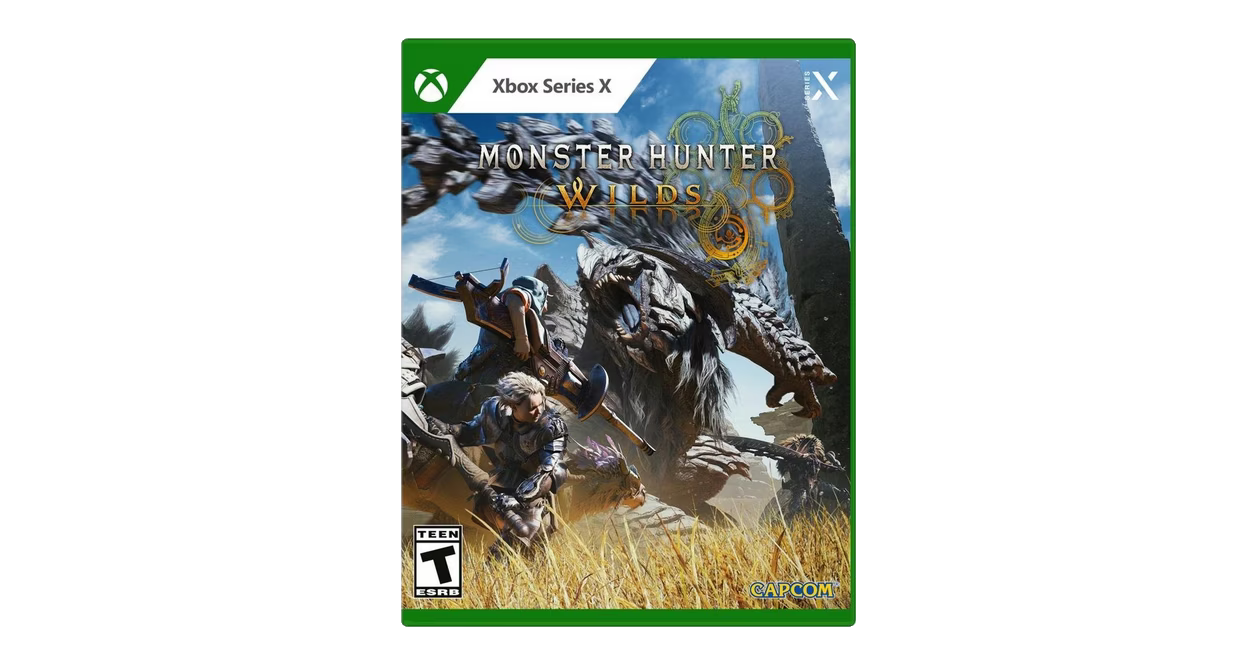 Xbox Series X
SERIES X
MONSTER HUNTER
WILDS
TEEN
T
ESRB
CAPCOM